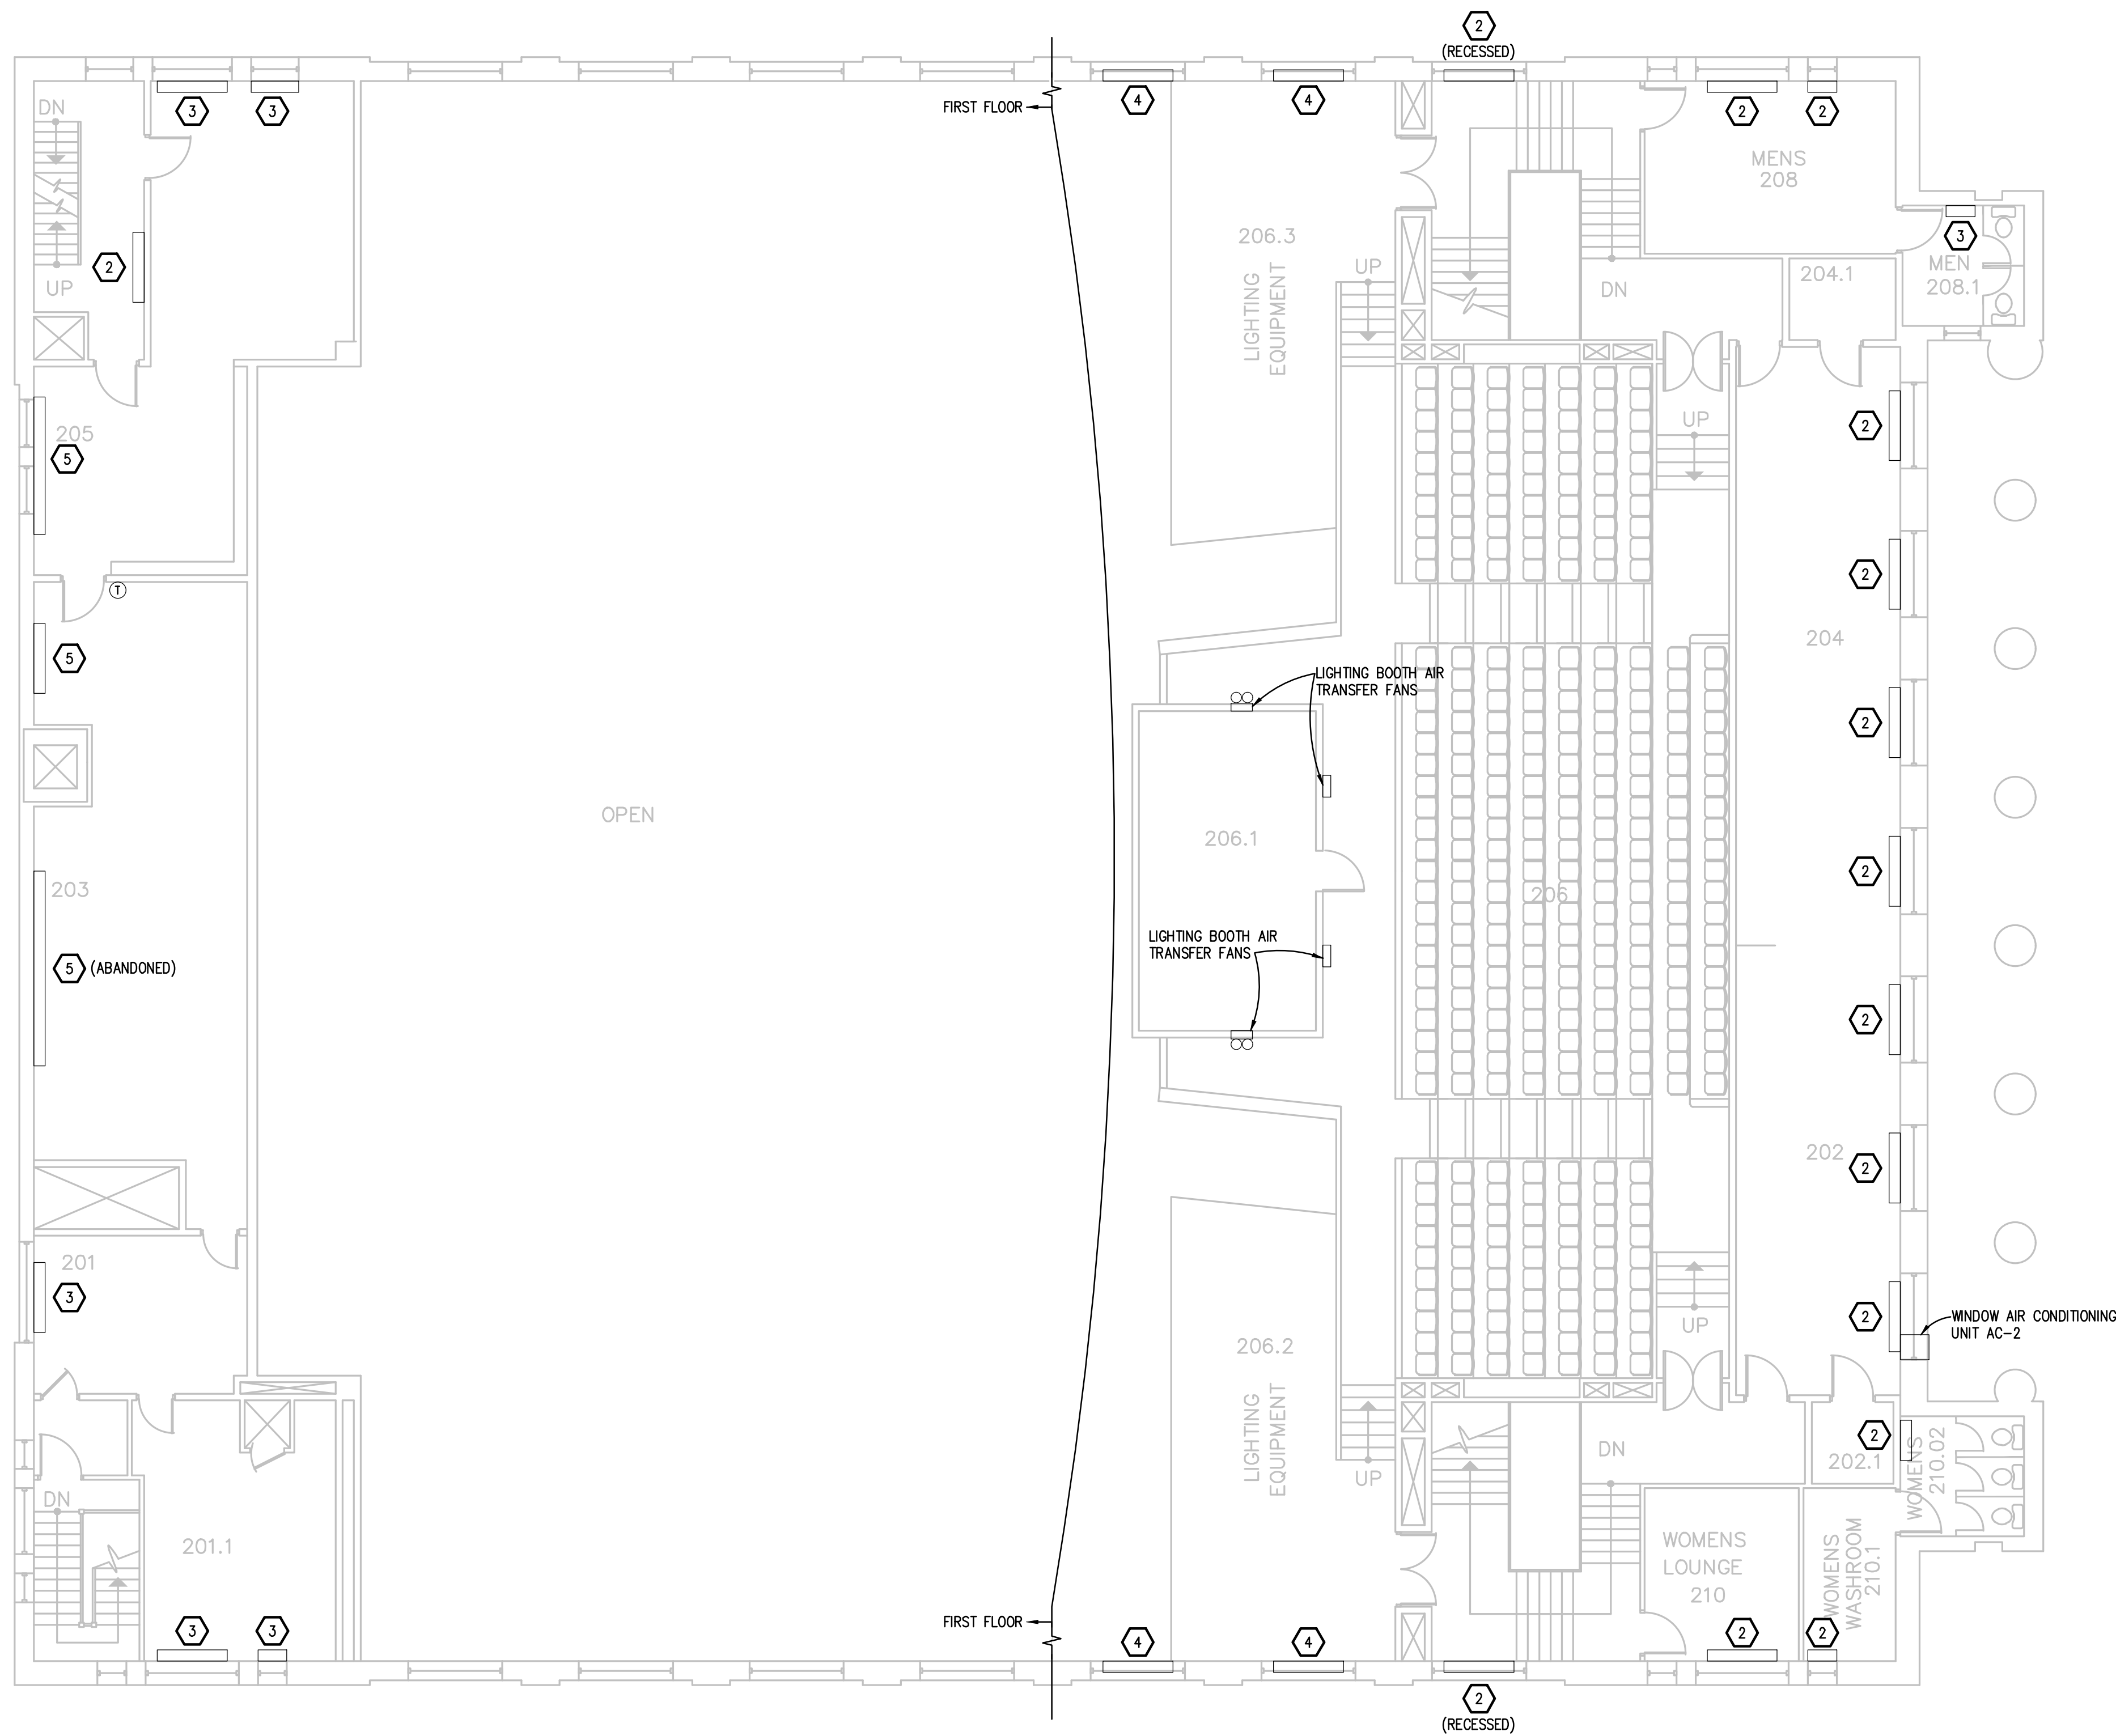 2
(RECESSED)
FIRST FLOOR
3
3
4
4
2
2
DN
MENS
208
2
UP
206.3
LIGHTING
EQUIPMENT
UP
DN
204.1
3
MEN
208.1
205
5
UP
2
T
5
2
204
2
LIGHTING BOOTH AIR
TRANSFER FANS
OPEN
206.1
206
203
2
5
(ABANDONED)
LIGHTING BOOTH AIR
TRANSFER FANS
2
202
2
201
3
2
WINDOW AIR CONDITIONING
UNIT AC-2
UP
206.2
LIGHTING
EQUIPMENT
UP
DN
2
202.1
WOMENS
210.02
DN
201.1
WOMENS
LOUNGE
210
WOMENS
WASHROOM
210.1
3
3
FIRST FLOOR
4
4
2
2
2
(RECESSED)